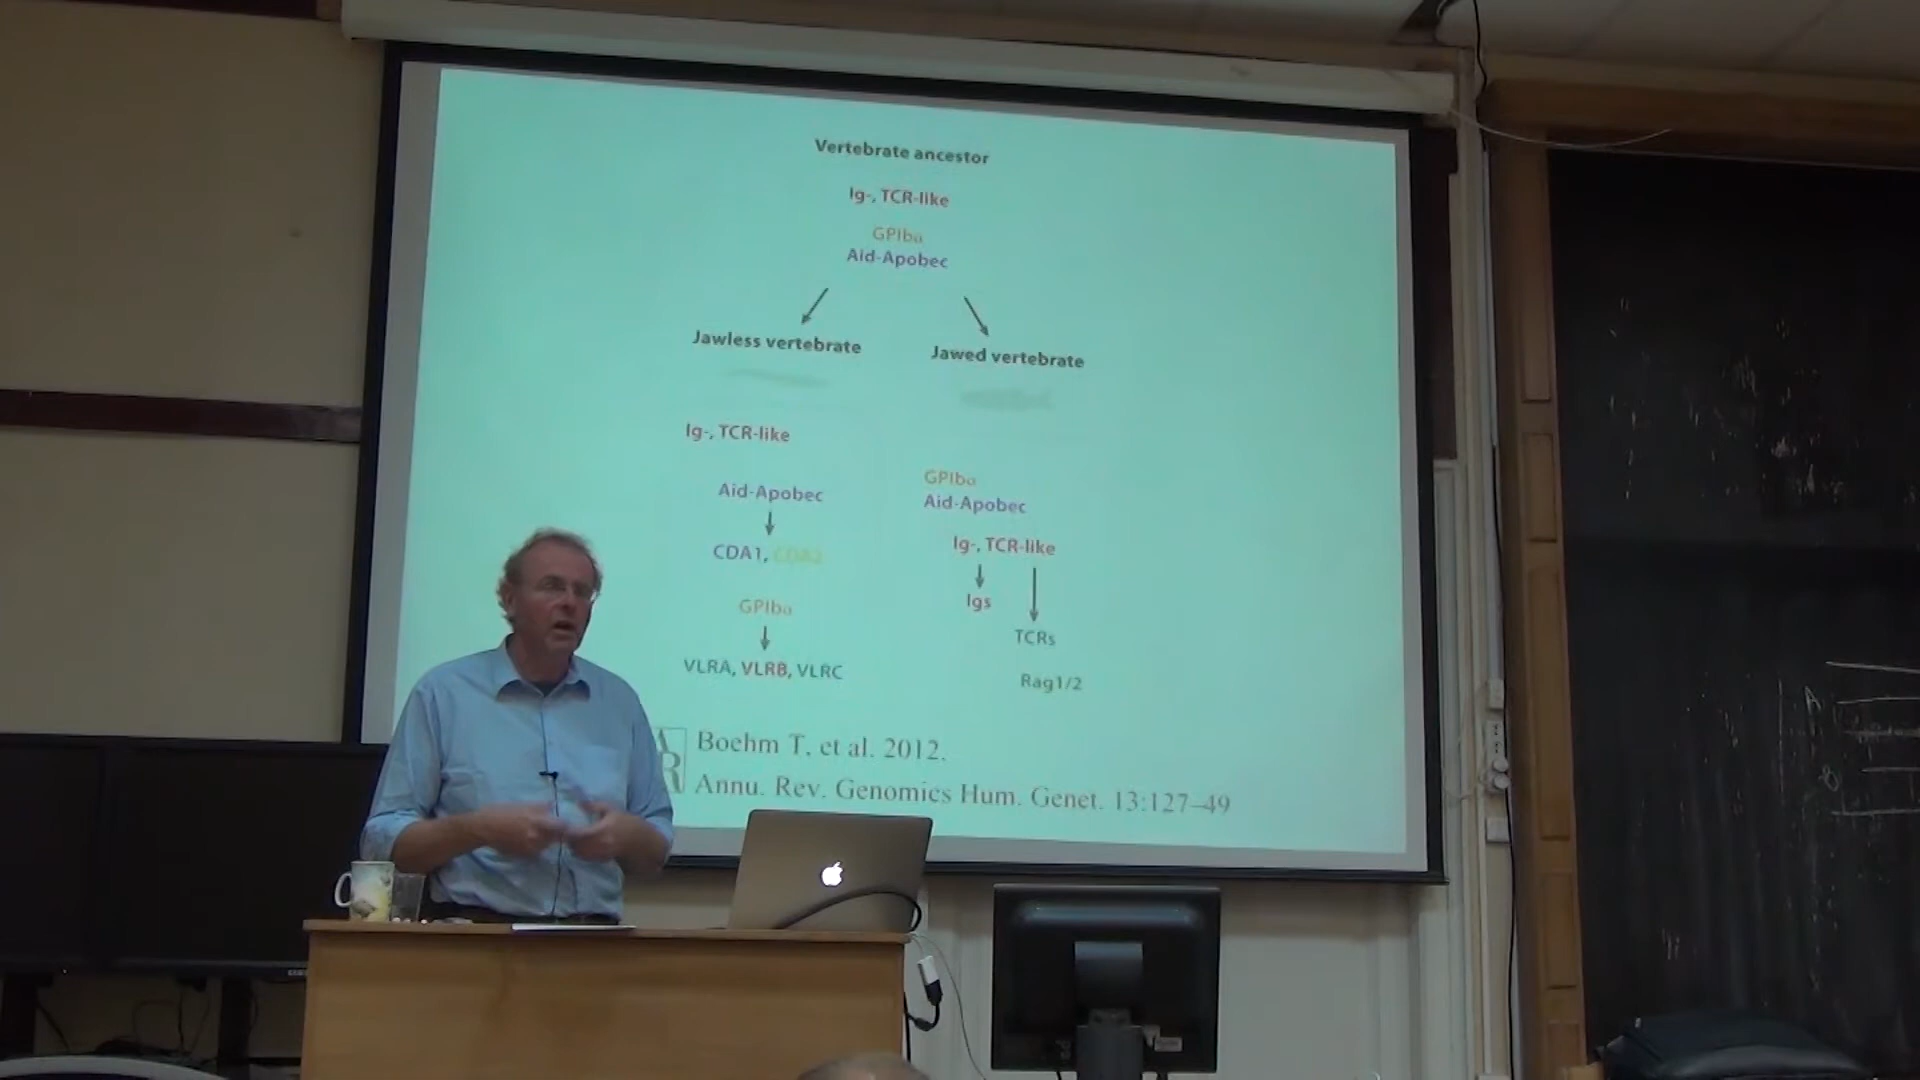 Vertebrate ancestor
Ig-, TCR-like
GPIbα
Aid-Apobec
Jawless vertebrate
Jawed vertebrate
Ig-, TCR-like
Aid-Apobec
CDA1, CDA2
GPIbα
VLRA, VLRB, VLRC
GPIbα
Aid-Apobec
Ig-, TCR-like
Igs
TCRs
Rag1/2
AR
Boehm T, et al. 2012.
Annu. Rev. Genomics Hum. Genet. 13:127–49